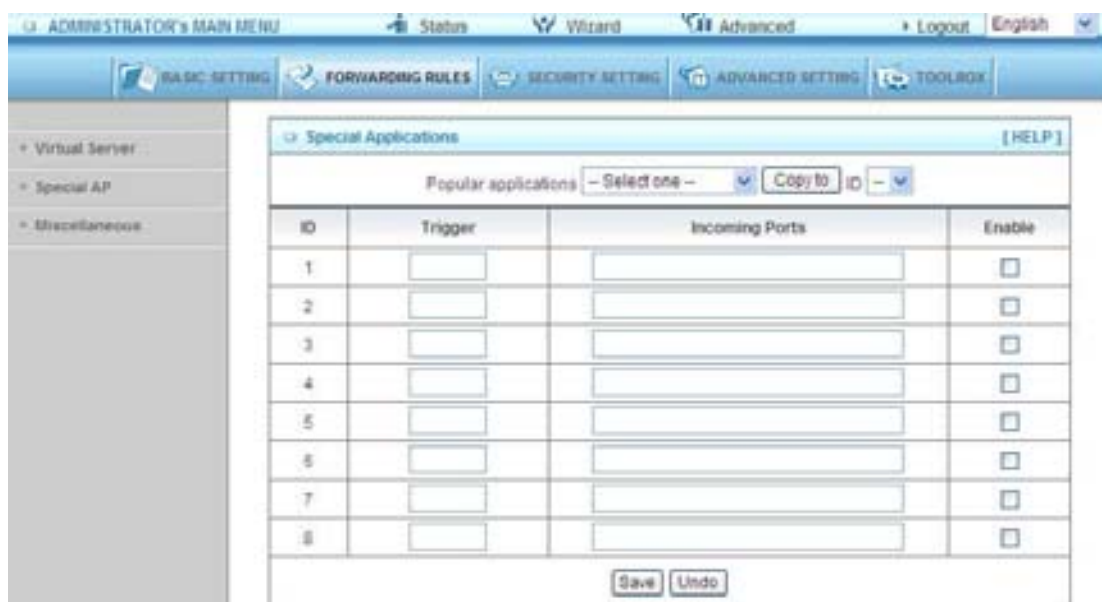 ADMINISTRATOR's MAIN MENU Status Wizard Advanced Logout English
BASIC SETTING FORWARDING RULES SECURITY SETTING ADVANCED SETTING TOOLBOX
Virtual Server
Special AP
Miscellaneous
Special Applications [HELP]
Popular applications -- Select one -- Copy to ID --
ID Trigger Incoming Ports Enable
1
2
3
4
5
6
7
8
Save Undo